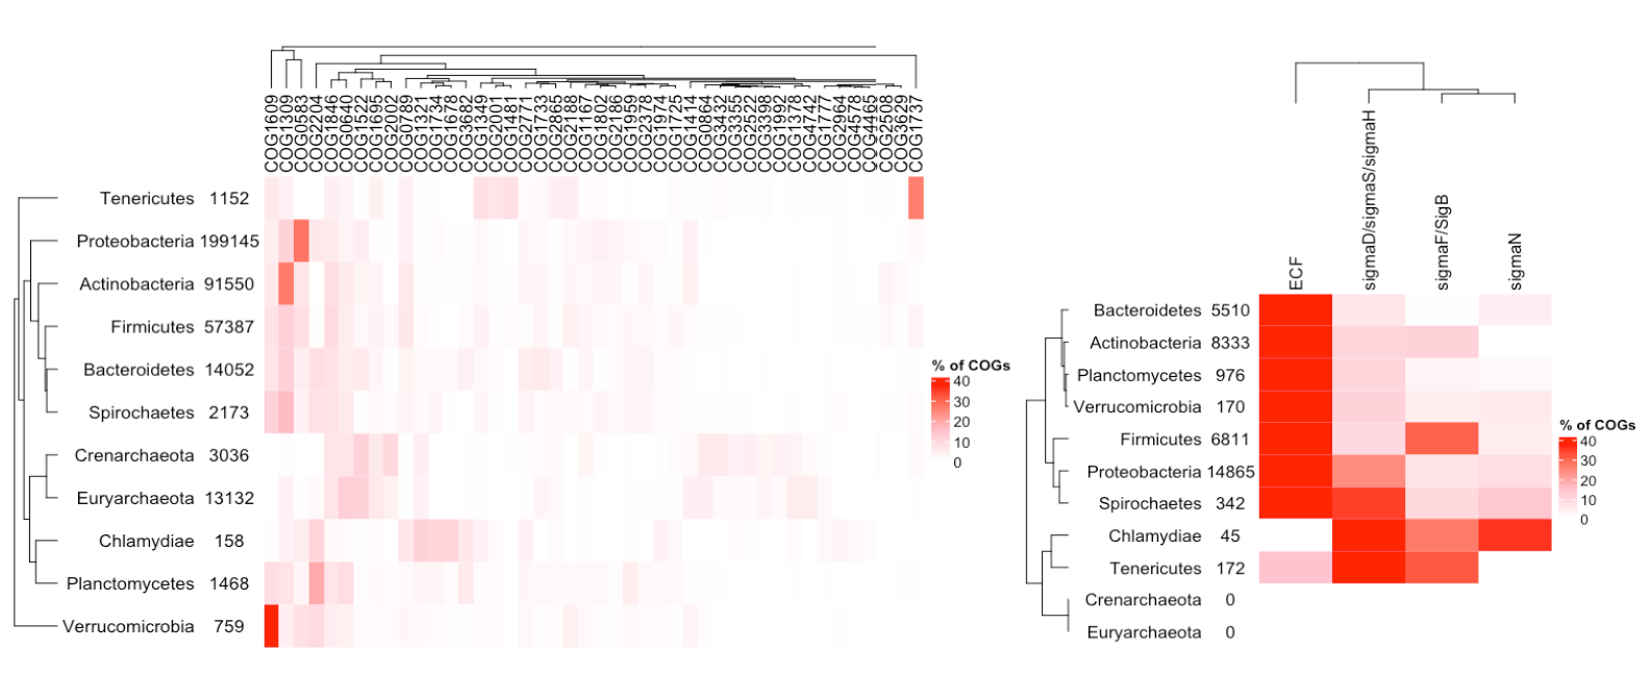 COG1609
COG1309
COG0583
COG2204
COG1846
COG0640
COG1522
COG1695
COG2002
COG0789
COG1321
COG1734
COG1678
COG3682
COG1349
COG2001
COG1481
COG2771
COG1733
COG2865
COG2188
COG1167
COG1802
COG2186
COG1959
COG2378
COG1974
COG1725
COG1414
COG0864
COG3432
COG3355
COG2522
COG3398
COG1992
COG1378
COG4742
COG1777
COG2964
COG4578
COG4465
COG2508
COG3629
COG1737
Tenericutes 1152
Proteobacteria 199145
Actinobacteria 91550
Firmicutes 57387
Bacteroidetes 14052
Spirochaetes 2173
Crenarchaeota 3036
Euryarchaeota 13132
Chlamydiae 158
Planctomycetes 1468
Verrucomicrobia 759
% of COGs
40
30
20
10
0
ECF
sigmaD/sigmaS/sigmaH
sigmaF/SigB
sigmaN
Bacteroidetes 5510
Actinobacteria 8333
Planctomycetes 976
Verrucomicrobia 170
Firmicutes 6811
Proteobacteria 14865
Spirochaetes 342
Chlamydiae 45
Tenericutes 172
Crenarchaeota 0
Euryarchaeota 0
% of COGs
40
30
20
10
0